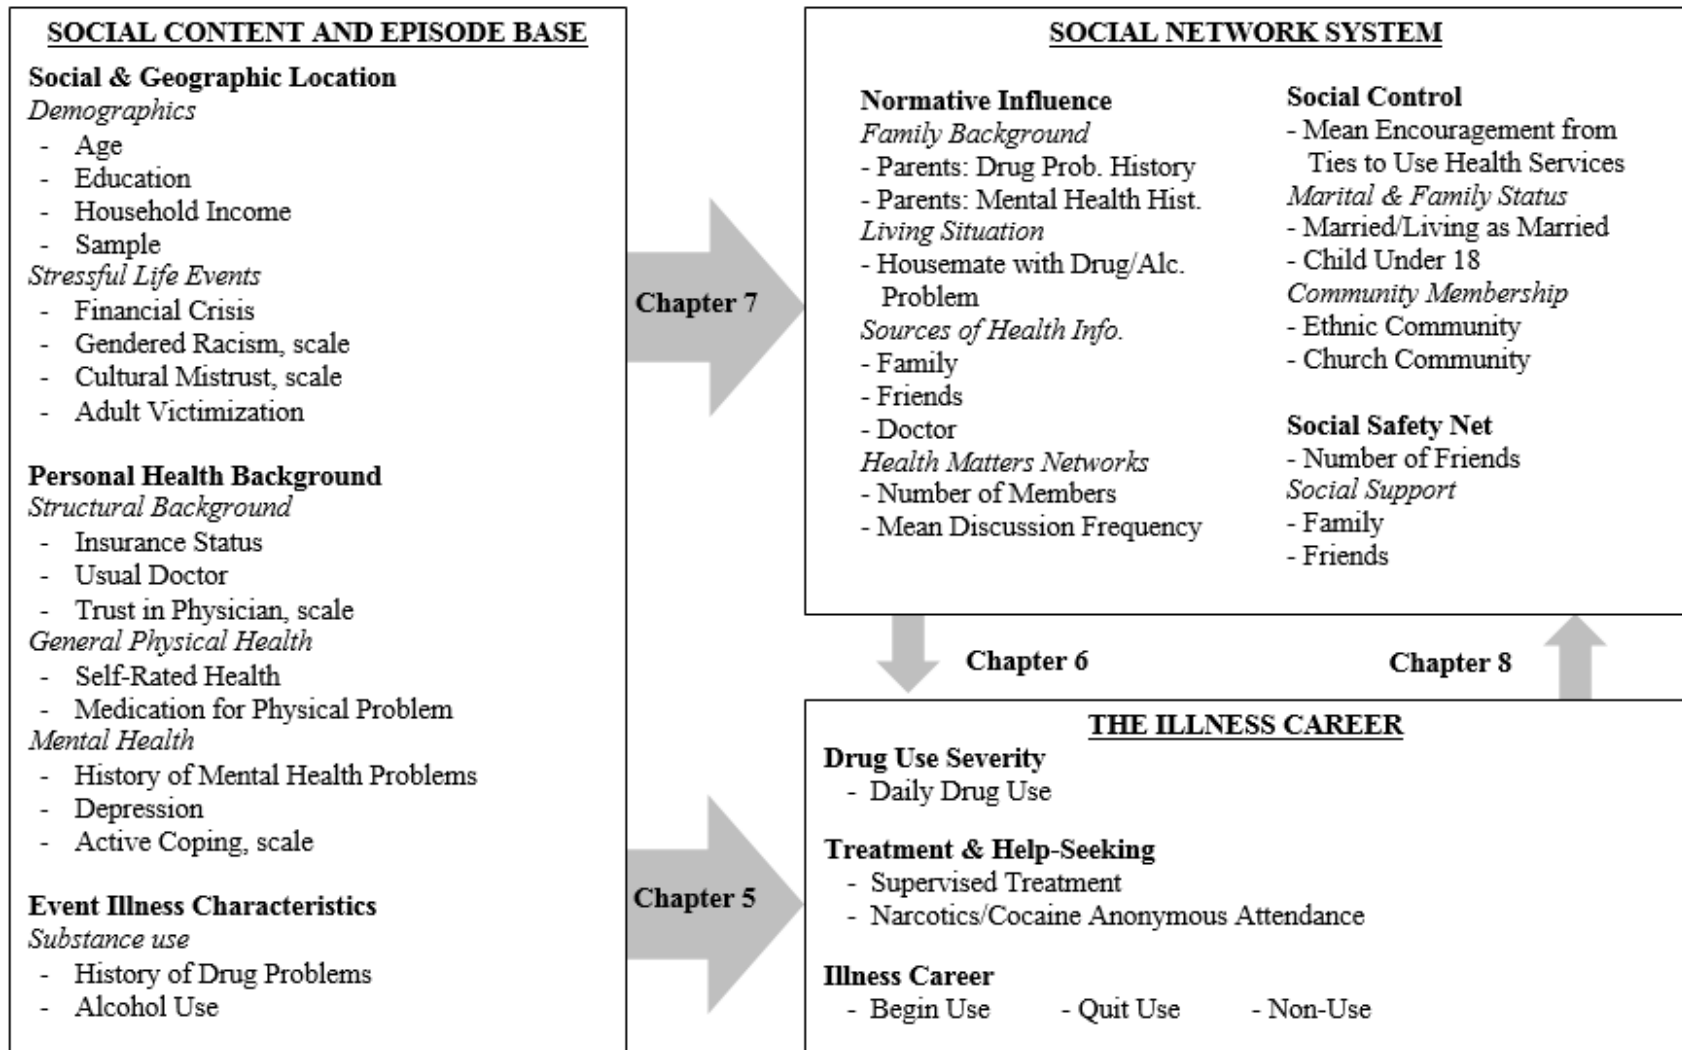 SOCIAL CONTENT AND EPISODE BASE
Social & Geographic Location
Demographics
- Age
- Education
- Household Income
- Sample
Stressful Life Events
- Financial Crisis
- Gendered Racism, scale
- Cultural Mistrust, scale
- Adult Victimization
Personal Health Background
Structural Background
- Insurance Status
- Usual Doctor
- Trust in Physician, scale
General Physical Health
- Self-Rated Health
- Medication for Physical Problem
Mental Health
- History of Mental Health Problems
- Depression
- Active Coping, scale
Event Illness Characteristics
Substance use
- History of Drug Problems
- Alcohol Use
Chapter 7
Chapter 5
SOCIAL NETWORK SYSTEM
Normative Influence
Family Background
- Parents: Drug Prob. History
- Parents: Mental Health Hist.
Living Situation
- Housemate with Drug/Alc.
Problem
Sources of Health Info.
- Family
- Friends
- Doctor
Health Matters Networks
- Number of Members
- Mean Discussion Frequency
Social Control
- Mean Encouragement from
Ties to Use Health Services
Marital & Family Status
- Married/Living as Married
- Child Under 18
Community Membership
- Ethnic Community
- Church Community
Social Safety Net
- Number of Friends
Social Support
- Family
- Friends
Chapter 6
Chapter 8
THE ILLNESS CAREER
Drug Use Severity
- Daily Drug Use
Treatment & Help-Seeking
- Supervised Treatment
- Narcotics/Cocaine Anonymous Attendance
Illness Career
- Begin Use - Quit Use - Non-Use